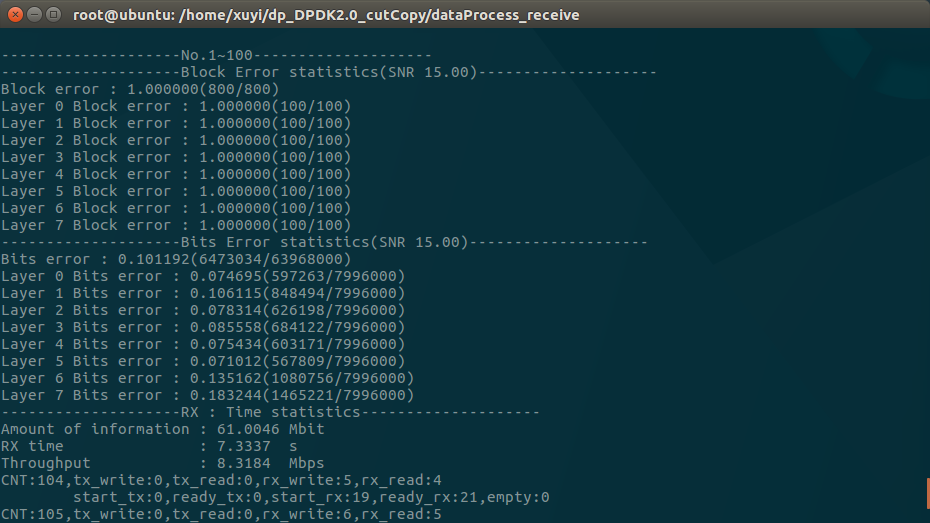 root@ubuntu: /home/xuyi/dp_DPDK2.0_cutCopy/dataProcess_receive
--------------------No.1~100--------------------
--------------------Block Error statistics(SNR 15.00)--------------------
Block error : 1.000000(800/800)
Layer 0 Block error : 1.000000(100/100)
Layer 1 Block error : 1.000000(100/100)
Layer 2 Block error : 1.000000(100/100)
Layer 3 Block error : 1.000000(100/100)
Layer 4 Block error : 1.000000(100/100)
Layer 5 Block error : 1.000000(100/100)
Layer 6 Block error : 1.000000(100/100)
Layer 7 Block error : 1.000000(100/100)
--------------------Bits Error statistics(SNR 15.00)--------------------
Bits error : 0.101192(6473034/63968000)
Layer 0 Bits error : 0.074695(597263/7996000)
Layer 1 Bits error : 0.106115(848494/7996000)
Layer 2 Bits error : 0.078314(626198/7996000)
Layer 3 Bits error : 0.085558(684122/7996000)
Layer 4 Bits error : 0.075434(603171/7996000)
Layer 5 Bits error : 0.071012(567809/7996000)
Layer 6 Bits error : 0.135162(1080756/7996000)
Layer 7 Bits error : 0.183244(1465221/7996000)
--------------------RX : Time statistics--------------------
Amount of information : 61.0046 Mbit
RX time               : 7.3337  s
Throughput            : 8.3184  Mbps
CNT:104,tx_write:0,tx_read:0,rx_write:5,rx_read:4
        start_tx:0,ready_tx:0,start_rx:19,ready_rx:21,empty:0
CNT:105,tx_write:0,tx_read:0,rx_write:6,rx_read:5